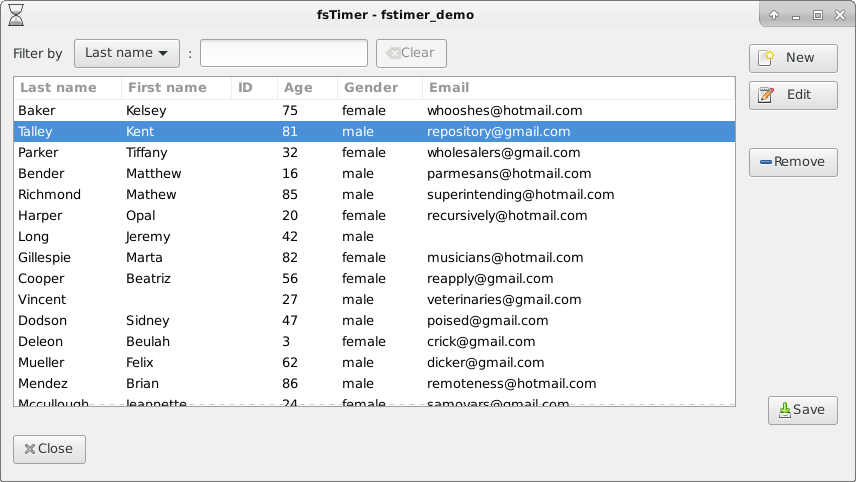 fsTimer - fstimer_demo
Filter by Last name : Clear
New
Edit
Remove
Last name First name ID Age Gender Email
Baker Kelsey 75 female whooshes@hotmail.com
Talley Kent 81 male repository@gmail.com
Parker Tiffany 32 female wholesalers@gmail.com
Bender Matthew 16 male parmesans@hotmail.com
Richmond Mathew 85 male superintending@hotmail.com
Harper Opal 20 female recursively@hotmail.com
Long Jeremy 42 male
Gillespie Marta 82 female musicians@hotmail.com
Cooper Beatriz 56 female reapply@gmail.com
Vincent 27 male veterinaries@gmail.com
Dodson Sidney 47 male poised@gmail.com
Deleon Beulah 3 female crick@gmail.com
Mueller Felix 62 male dicker@gmail.com
Mendez Brian 86 male remoteness@hotmail.com
Mccullough Jeannette 24 female samovars@gmail.com
Save
Close